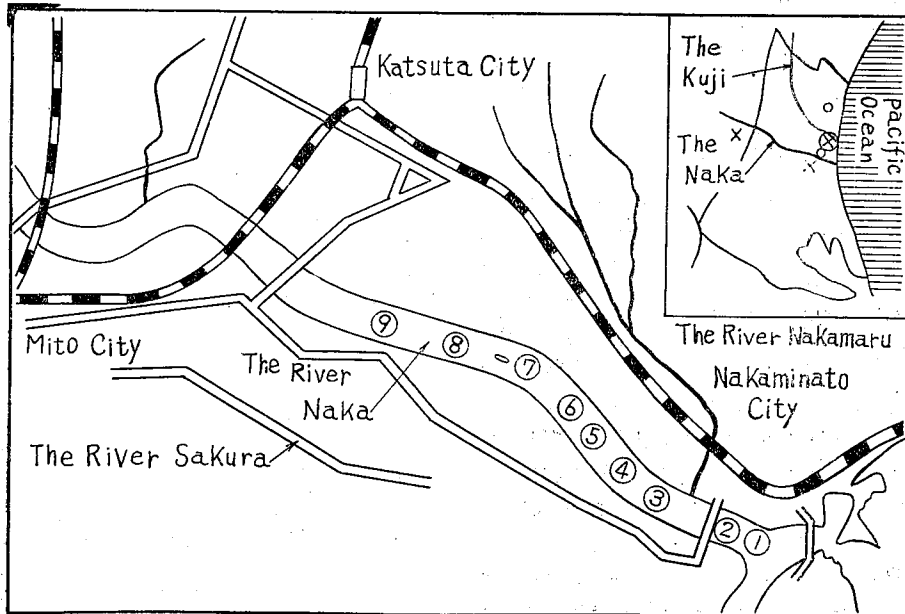 Katsuta City
The
Kuji
The
Naka
Pacific
Ocean
Mito City
The River
Naka
The River Sakura
The River Nakamaru
Nakaminato
City
9
8
7
6
5
4
3
2
1